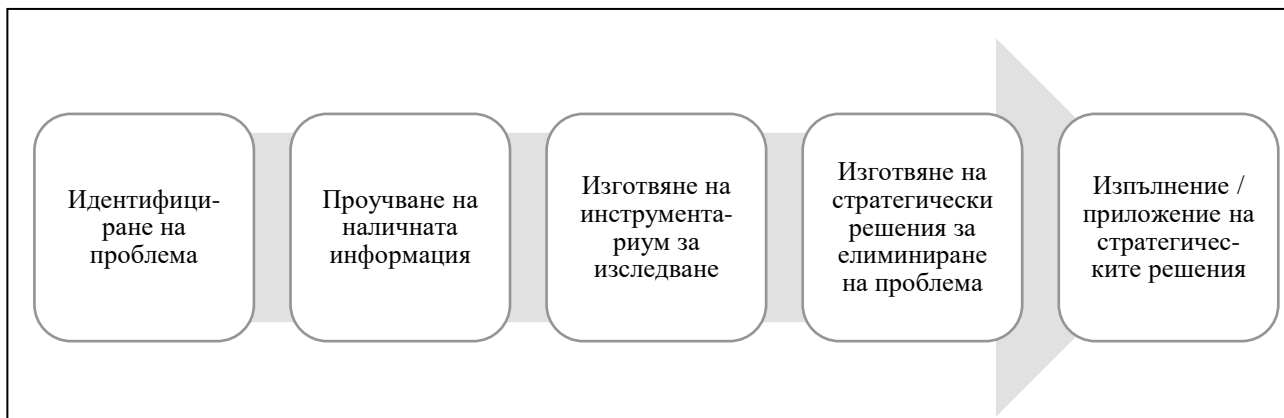 Идентифици-
ране на
проблема
Проучване на
наличната
информация
Изготвяне на
инструмента-
риум за
изследване
Изготвяне на
стратегически
решения за
елиминиране
на проблема
Изпълнение /
приложение на
стратегичес-
ките решения